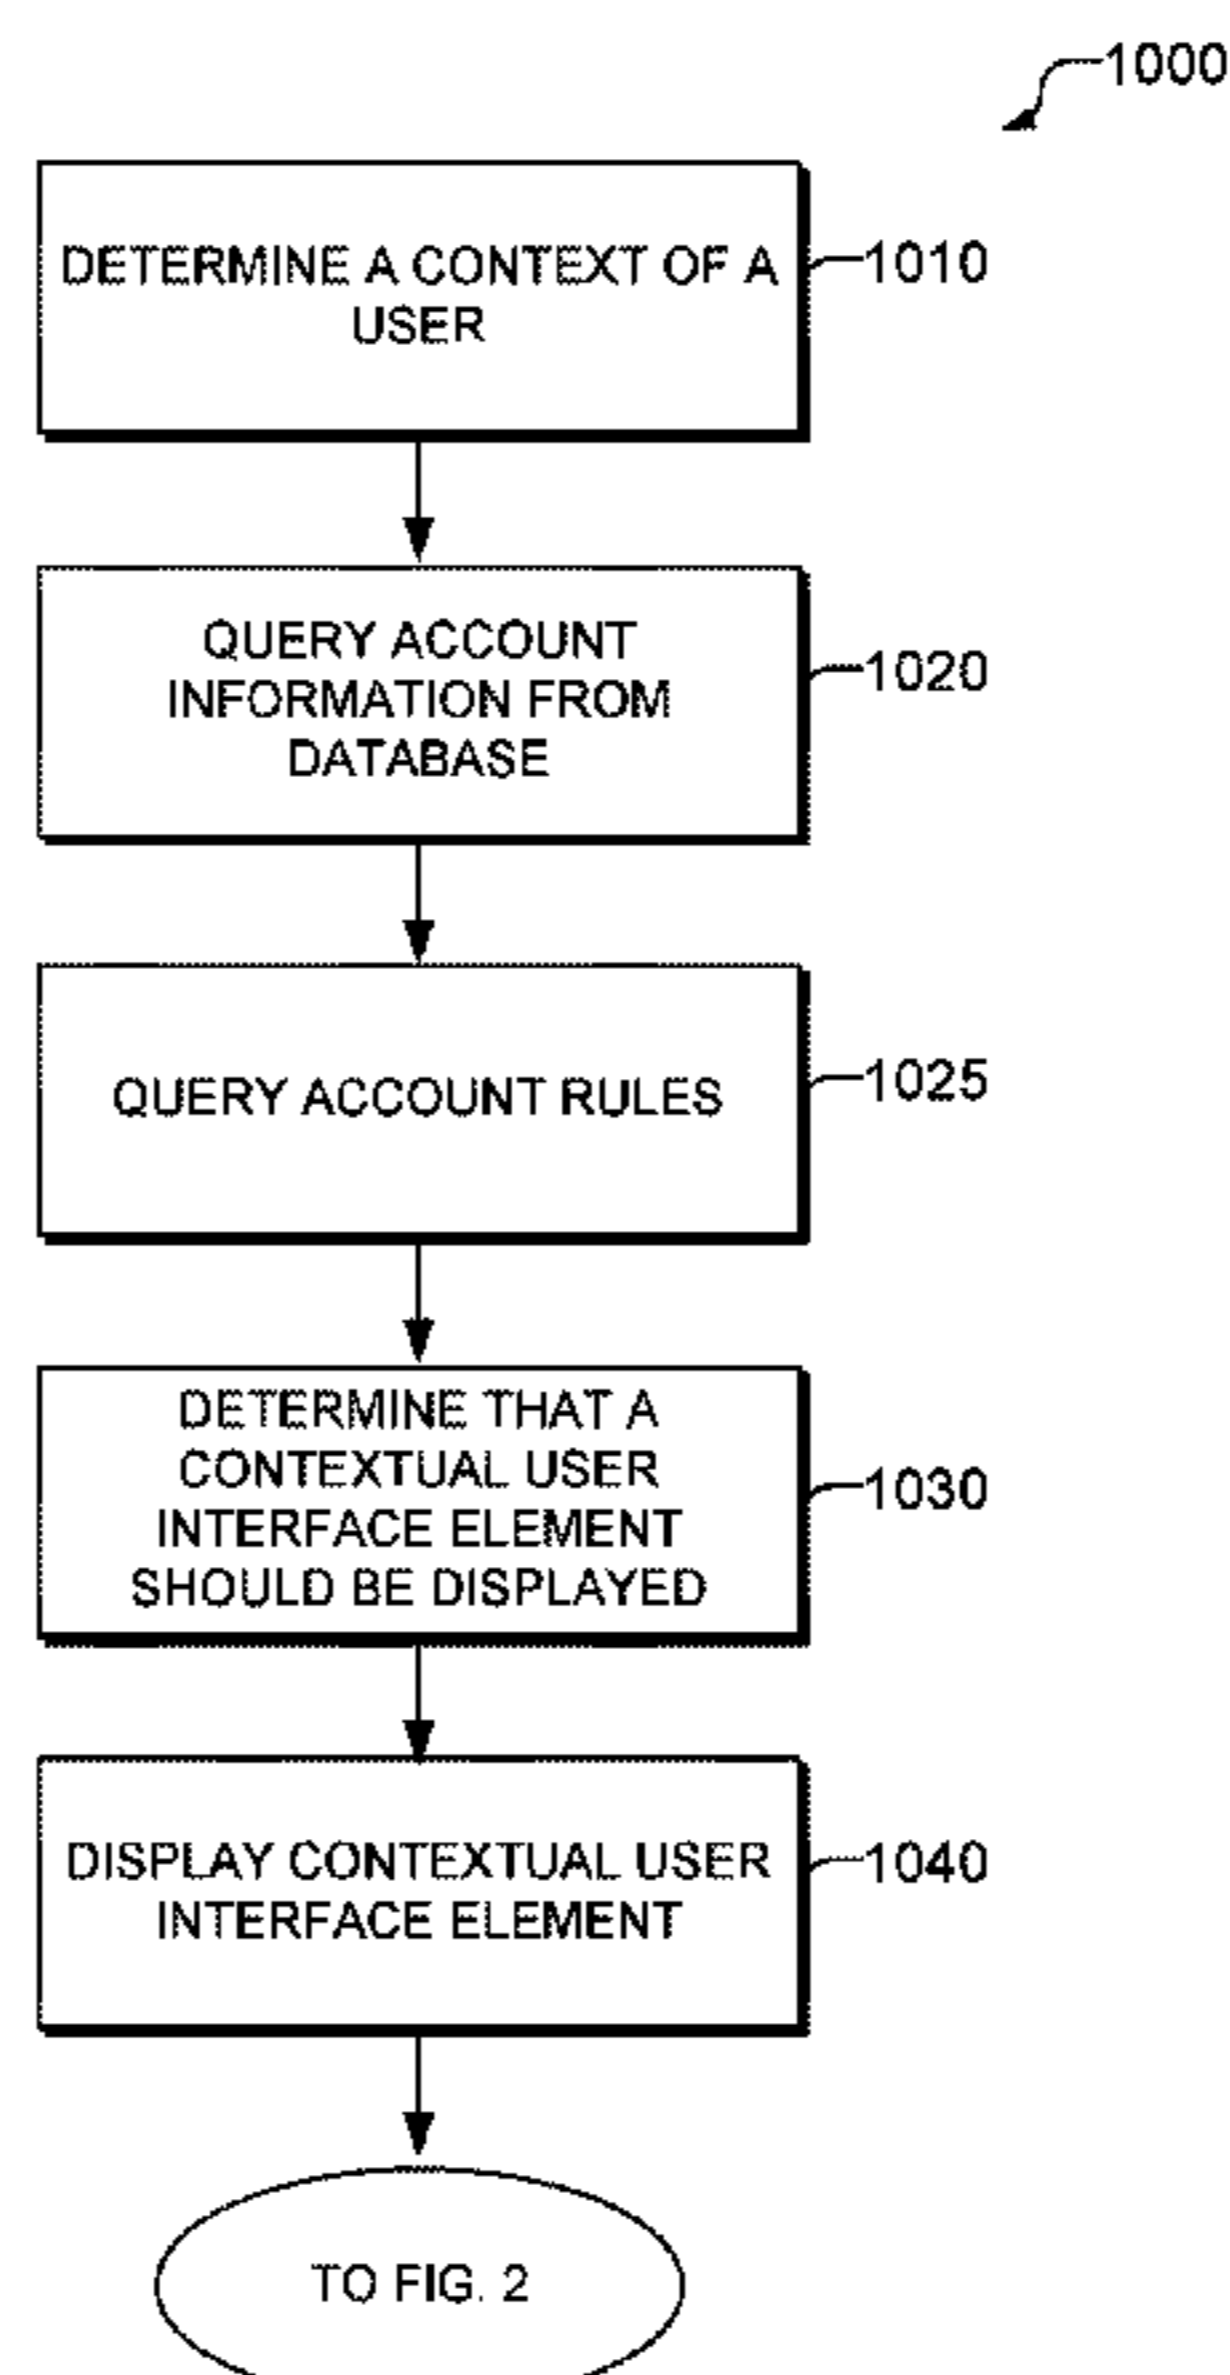 1000
DETERMINE A CONTEXT OF A
USER
1010
QUERY ACCOUNT
INFORMATION FROM
DATABASE
1020
QUERY ACCOUNT RULES
1025
DETERMINE THAT A
CONTEXTUAL USER
INTERFACE ELEMENT
SHOULD BE DISPLAYED
1030
DISPLAY CONTEXTUAL USER
INTERFACE ELEMENT
1040
TO FIG. 2